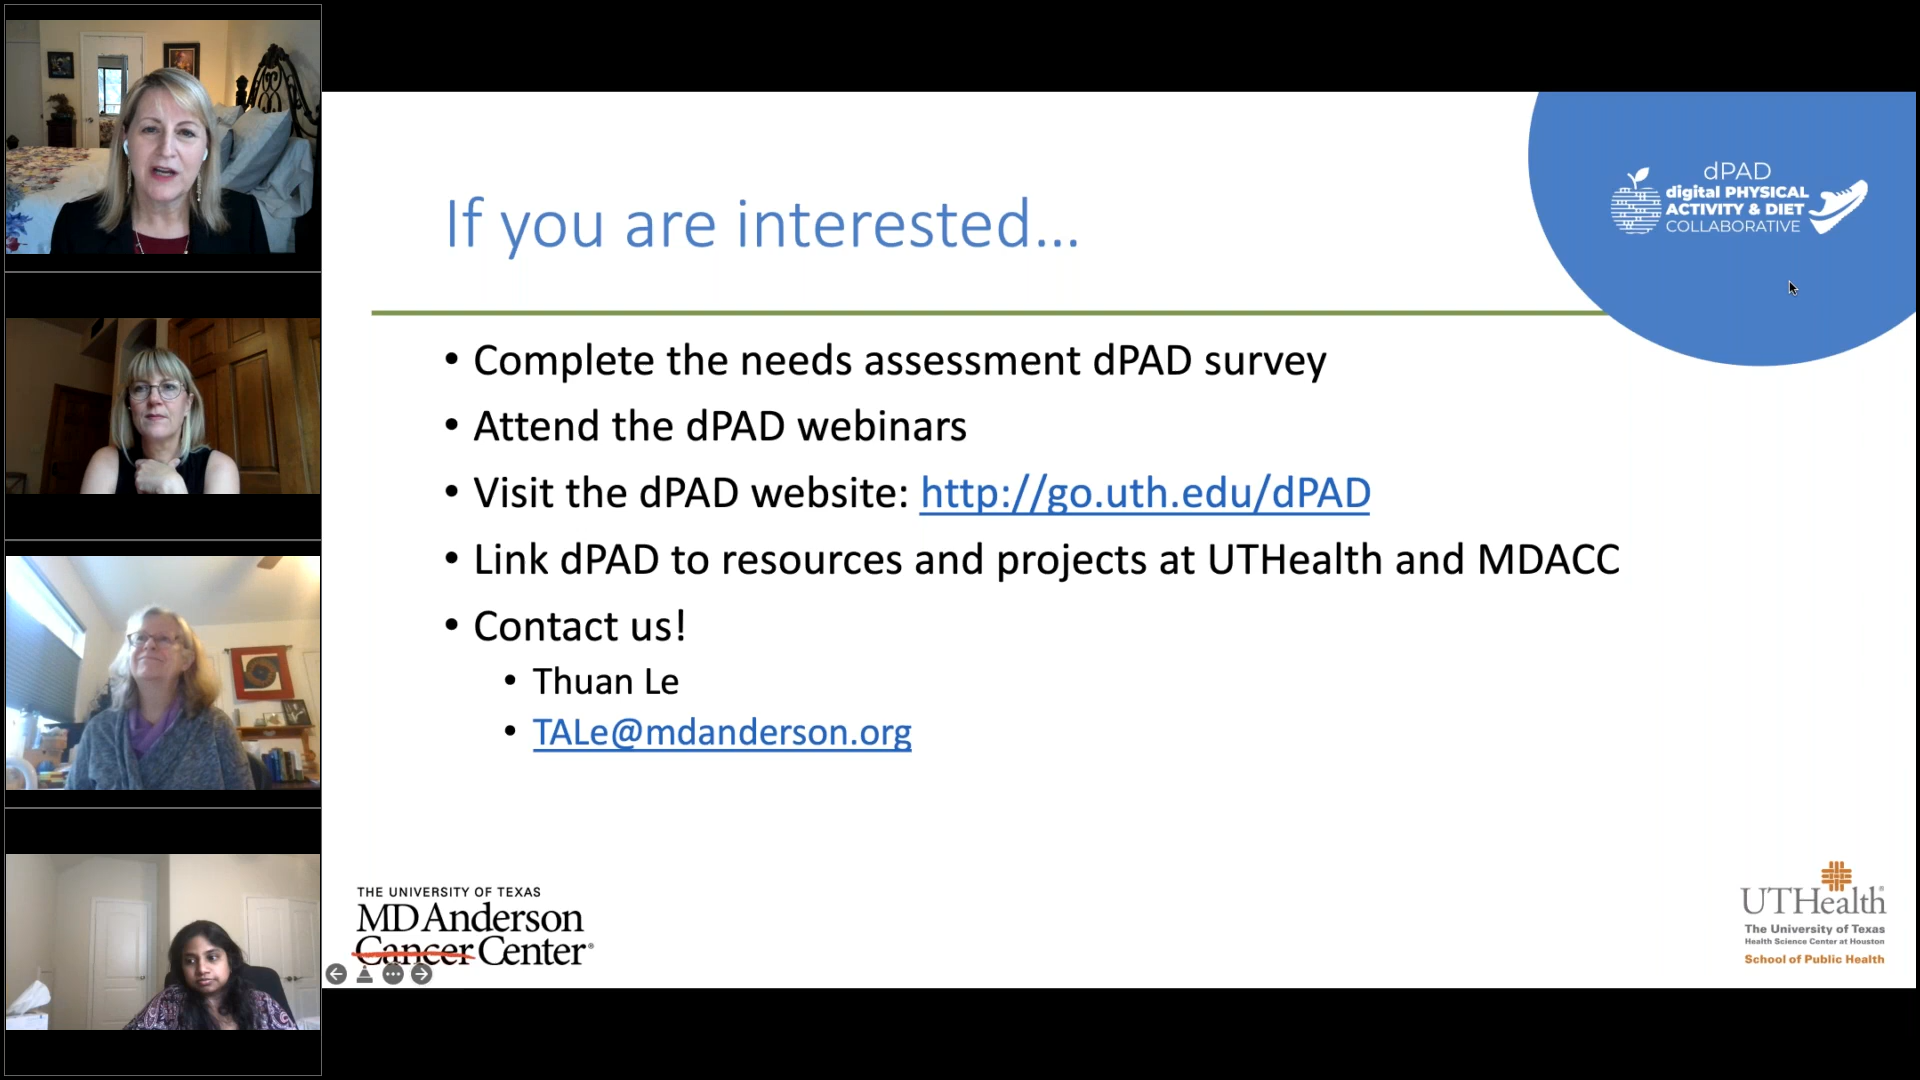 If you are interested...
dPAD
digital PHYSICAL
ACTIVITY & DIET
COLLABORATIVE
• Complete the needs assessment dPAD survey
• Attend the dPAD webinars
• Visit the dPAD website: http://go.uth.edu/dPAD
• Link dPAD to resources and projects at UTHealth and MDACC
• Contact us!
• Thuan Le
• TALe@mdanderson.org
THE UNIVERSITY OF TEXAS
MD Anderson
Cancer Center®
UTHealth®
The University of Texas
Health Science Center at Houston
School of Public Health